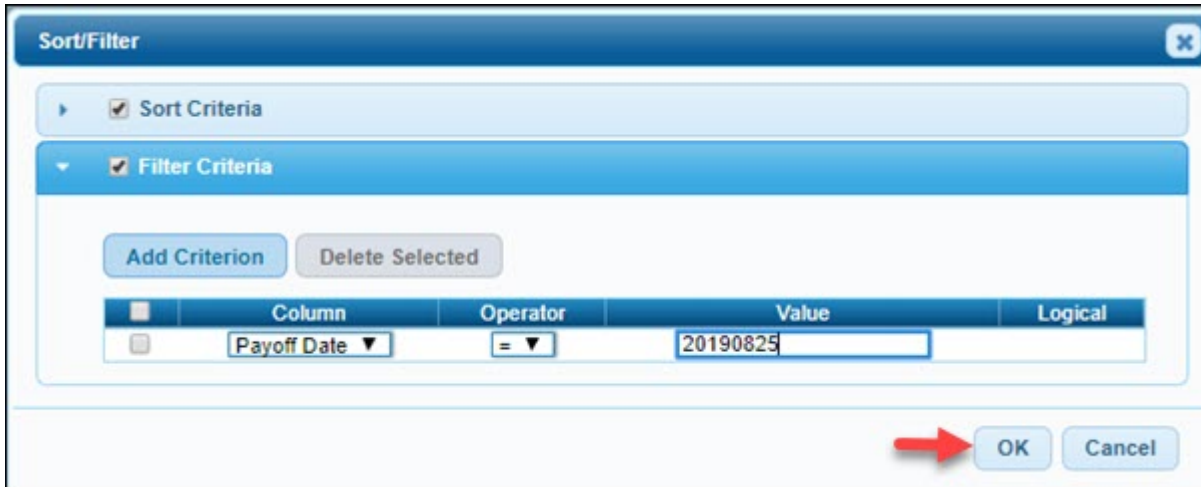 Sort/Filter
Sort Criteria
Filter Criteria
Add Criterion Delete Selected
Column Operator Value Logical
Payoff Date = 20190825
OK Cancel